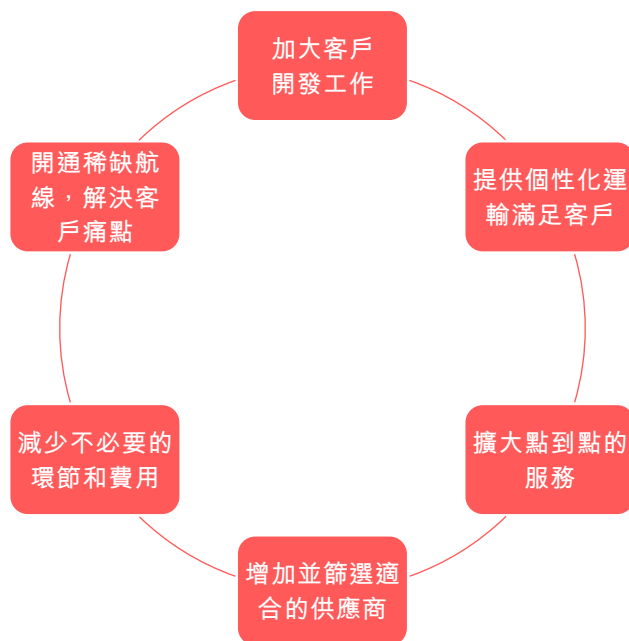 加大客戶
開發工作
提供個性化運
輸滿足客戶
擴大點到點的
服務
增加並篩選適
合的供應商
減少不必要的
環節和費用
開通稀缺航
線，解決客
戶痛點